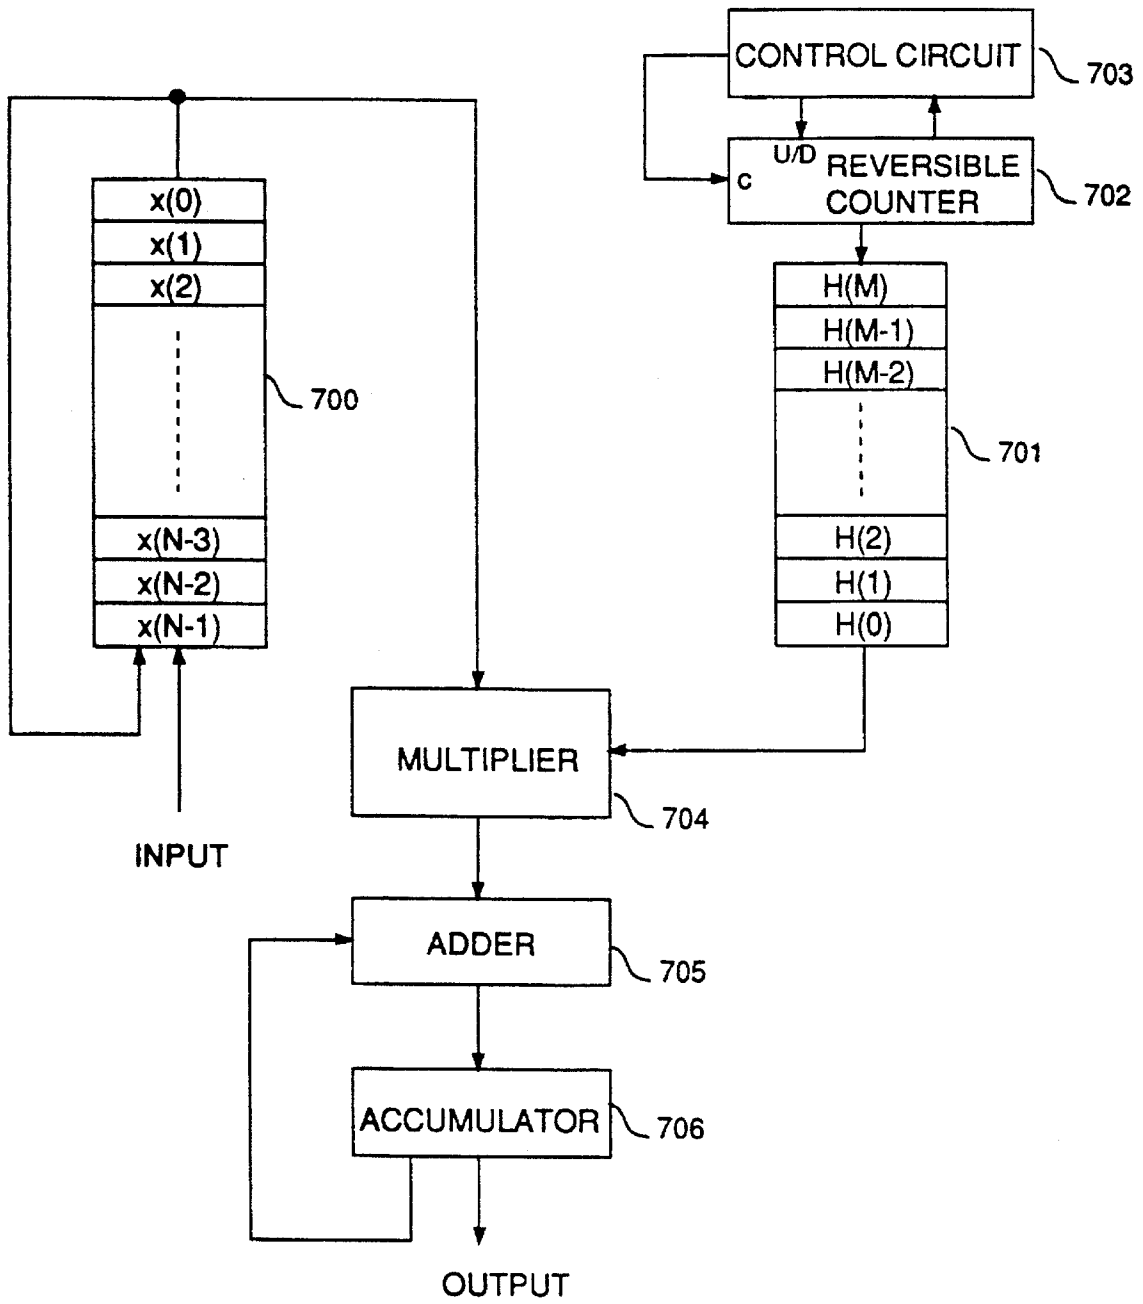 CONTROL CIRCUIT
703
U/D
C
REVERSIBLE
COUNTER
702
x(0)
x(1)
x(2)
x(N-3)
x(N-2)
x(N-1)
700
INPUT
H(M)
H(M-1)
H(M-2)
H(2)
H(1)
H(0)
701
MULTIPLIER
704
ADDER
705
ACCUMULATOR
706
OUTPUT